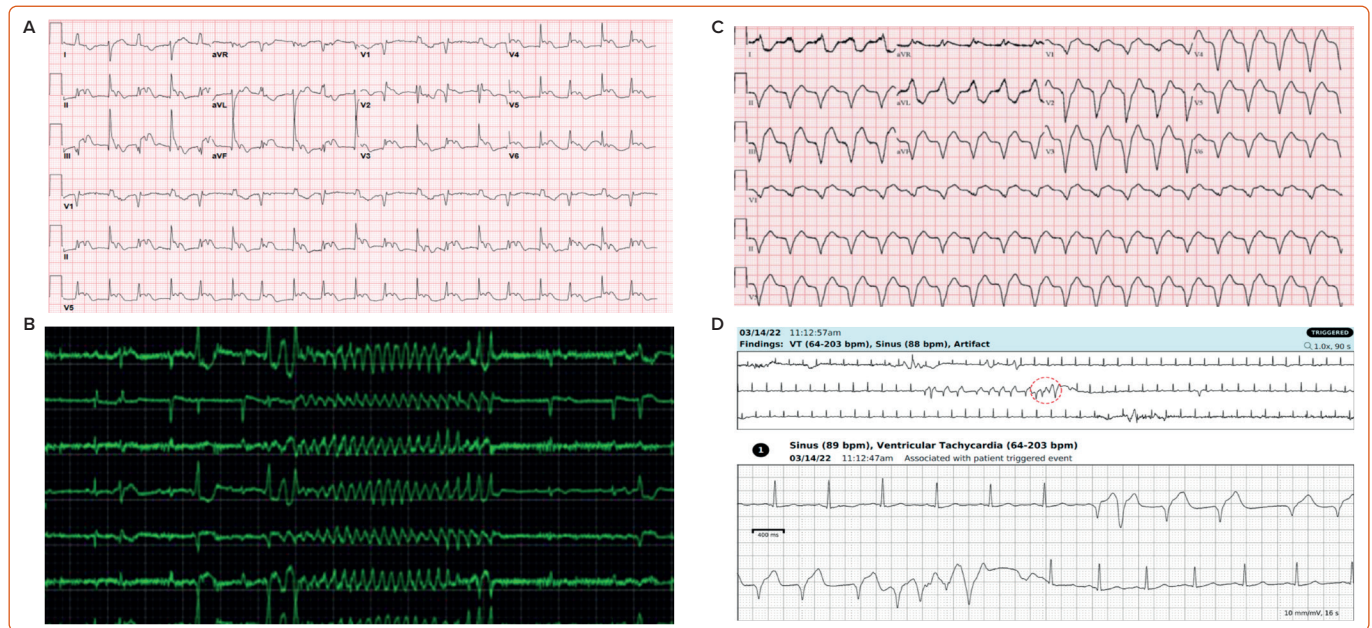 A
I
aVR
V1
V4
II
aVL
V2
V5
III
aVF
V3
V6
V1
II
V5
B
C
I
aVR
V1
V4
II
aVL
V2
V5
III
aVF
V3
V6
V1
II
V5
D
03/14/22 11:12:57am TRIGGERED
Findings: VT (64-203 bpm), Sinus (88 bpm), Artifact 1.0x, 90 s
1 Sinus (89 bpm), Ventricular Tachycardia (64-203 bpm)
03/14/22 11:12:47am Associated with patient triggered event
400 ms
10 mm/mV, 16 s